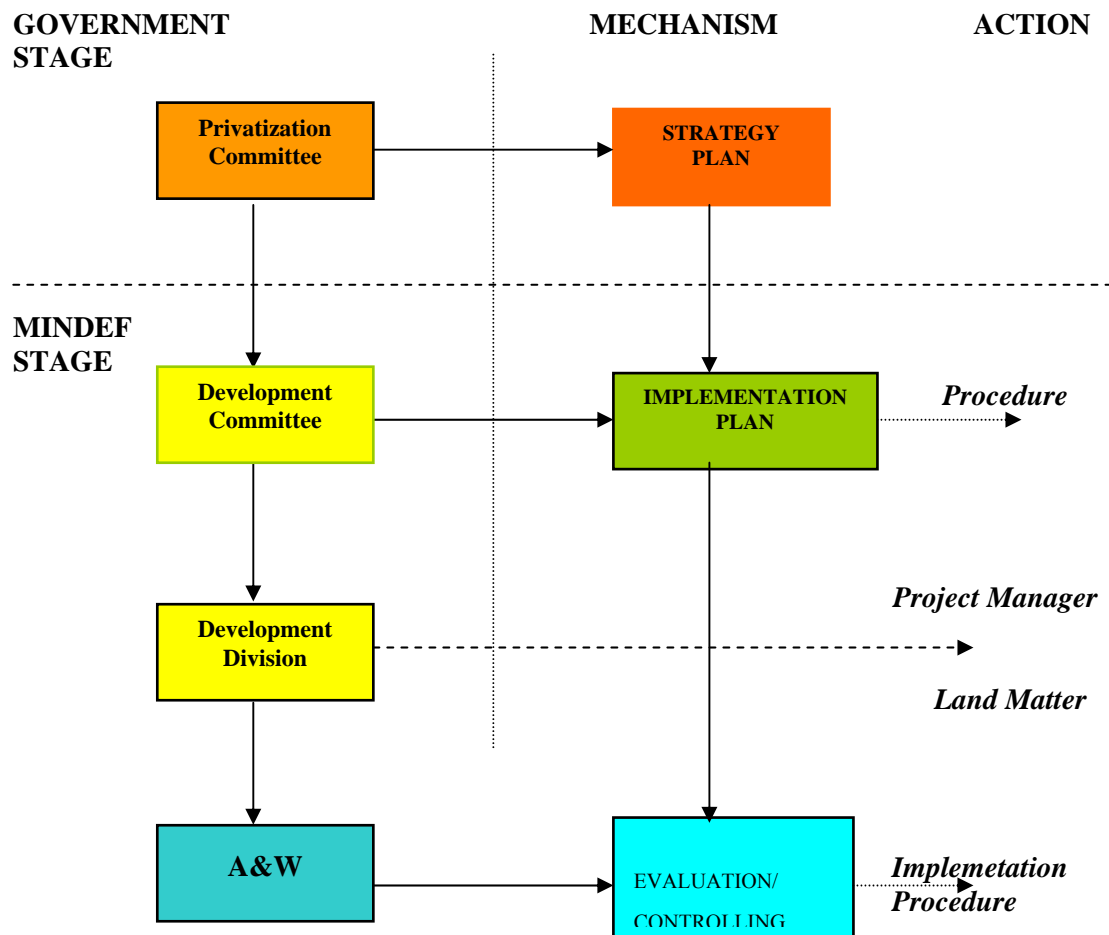 GOVERNMENT
STAGE
MECHANISM
ACTION
Privatization
Committee
STRATEGY
PLAN
MINDEF
STAGE
Development
Committee
IMPLEMENTATION
PLAN
Procedure
Development
Division
Project Manager
Land Matter
A&W
EVALUATION/
CONTROLLING
Implemetation
Procedure